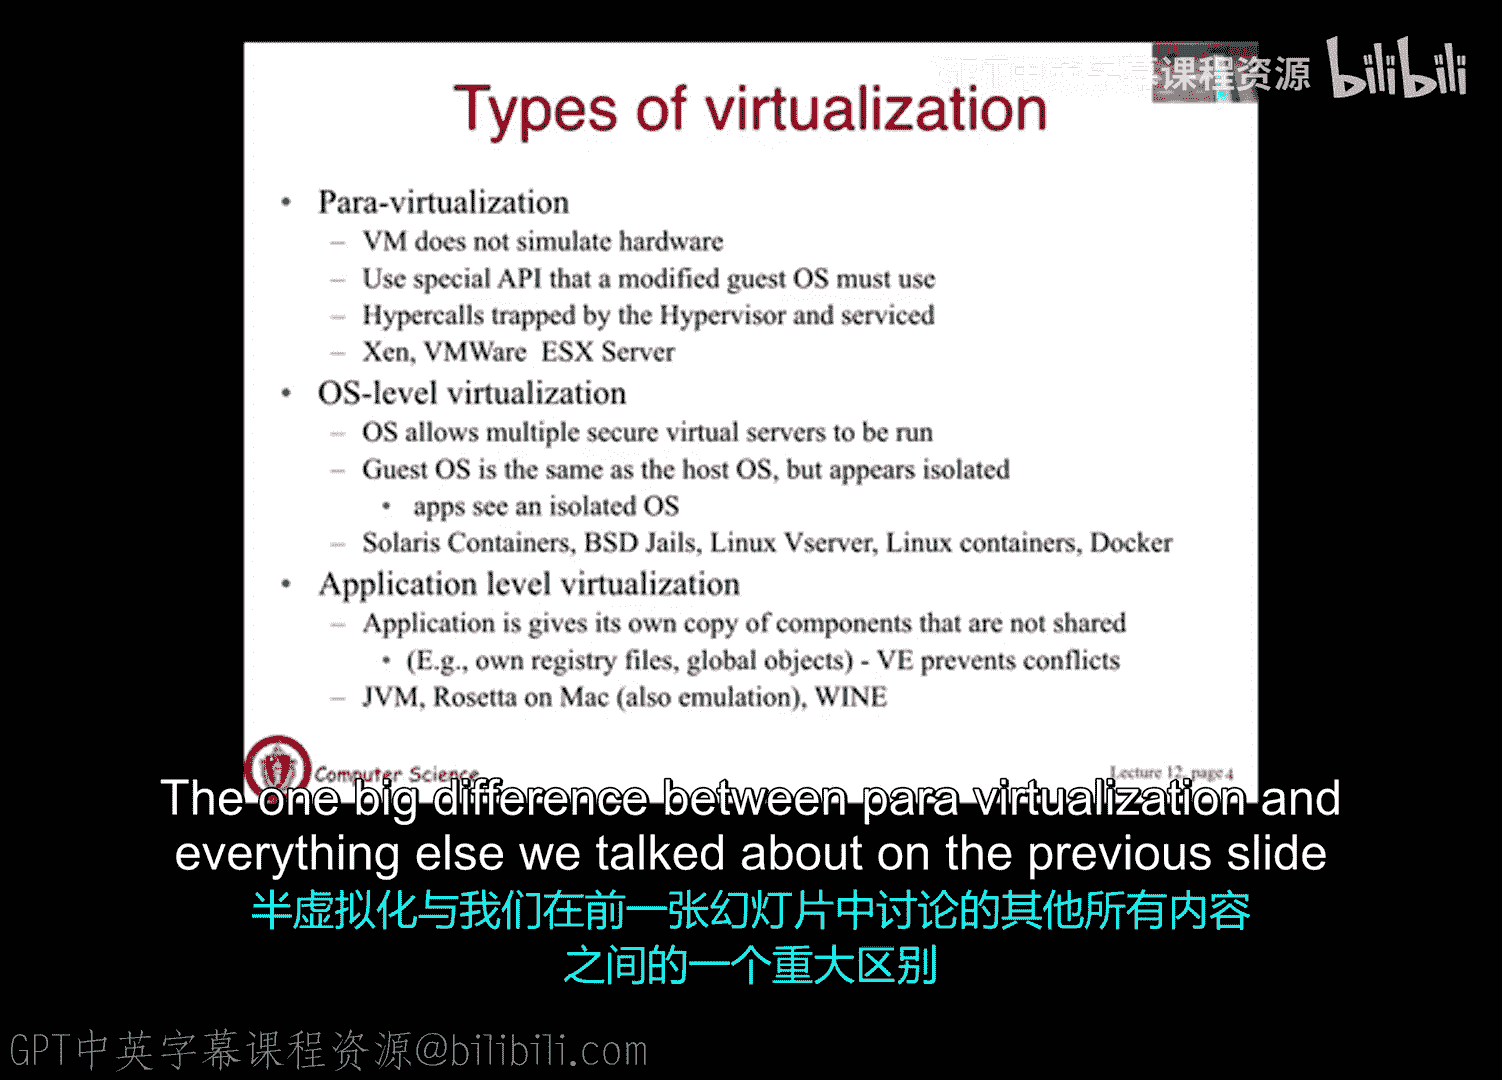 课程资源 bilibili
Types of virtualization
• Para-virtualization
– VM does not simulate hardware
– Use special API that a modified guest OS must use
– Hypercalls trapped by the Hypervisor and serviced
– Xen, VMWare ESX Server
• OS-level virtualization
– OS allows multiple secure virtual servers to be run
– Guest OS is the same as the host OS, but appears isolated
• apps see an isolated OS
– Solaris Containers, BSD Jails, Linux Vserver, Linux containers, Docker
• Application level virtualization
– Application is gives its own copy of components that are not shared
• (E.g., own registry files, global objects) - VE prevents conflicts
– JVM, Rosetta on Mac (also emulation), WINE
Computer Science Lecture 12, page 4
The one big difference between para virtualization and
everything else we talked about on the previous slide
半虚拟化与我们在前一张幻灯片中讨论的其他所有内容
之间的一个重大区别
GPT中英字幕课程资源@bilibili.com